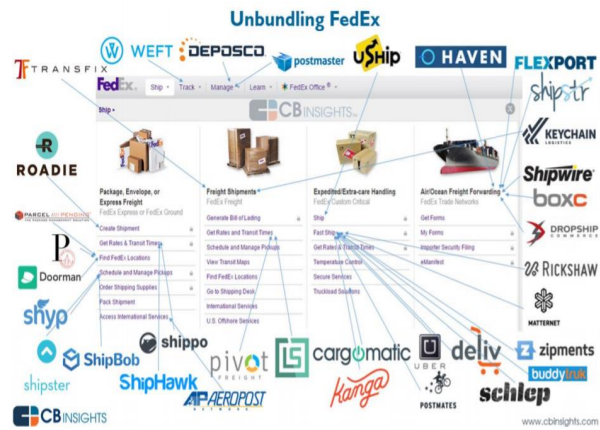 Unbundling FedEx
TRANSFIX
WEFT
DEPOSCO
postmaster
uShip
HAVEN
FLEXPORT
shipstr
FedEx
Ship
Track
Manage
Learn
FedEx Office ®
Ship
CBINSIGHTS
KEYCHAIN
LOGISTICS
ROADIE
Shipwire
boxc
Package, Envelope, or
Express Freight
FedEx Express or FedEx Ground
Create Shipment
Get Rates & Transit Times
Find FedEx Locations
Schedule and Manage Pickups
Order Shipping Supplies
Pack Shipment
Access International Services
Freight Shipments
FedEx Freight
Generate Bill of Lading
Get Rates and Transit Times
Schedule and Manage Pickups
View Transit Maps
Find FedEx Locations
Go to Shipping Desk
International Services
U.S. Offshore Services
Expedited/Extra-care Handling
FedEx Custom Critical
Ship
Fast Ship
Get Rates & Transit Times
Temperature Control
Secure Services
Truckload Solutions
Air/Ocean Freight Forwarding
FedEx Trade Networks
Get Forms
My Forms
Importer Security Filing
eManifest
PARCEL PENDING
P
Doorman
shyp
shipster
DROPSHIP
COMMERCE
RICKSHAW
MATTERNET
ShipBob
shippo
ShipHawk
AEROPOST
NETWORK
pivot
FREIGHT
LS
cargomatic
Kanga
U
UBER
POSTMATES
deliv
schlep
zipments
buddytruk
CBINSIGHTS
www.cbinsights.com